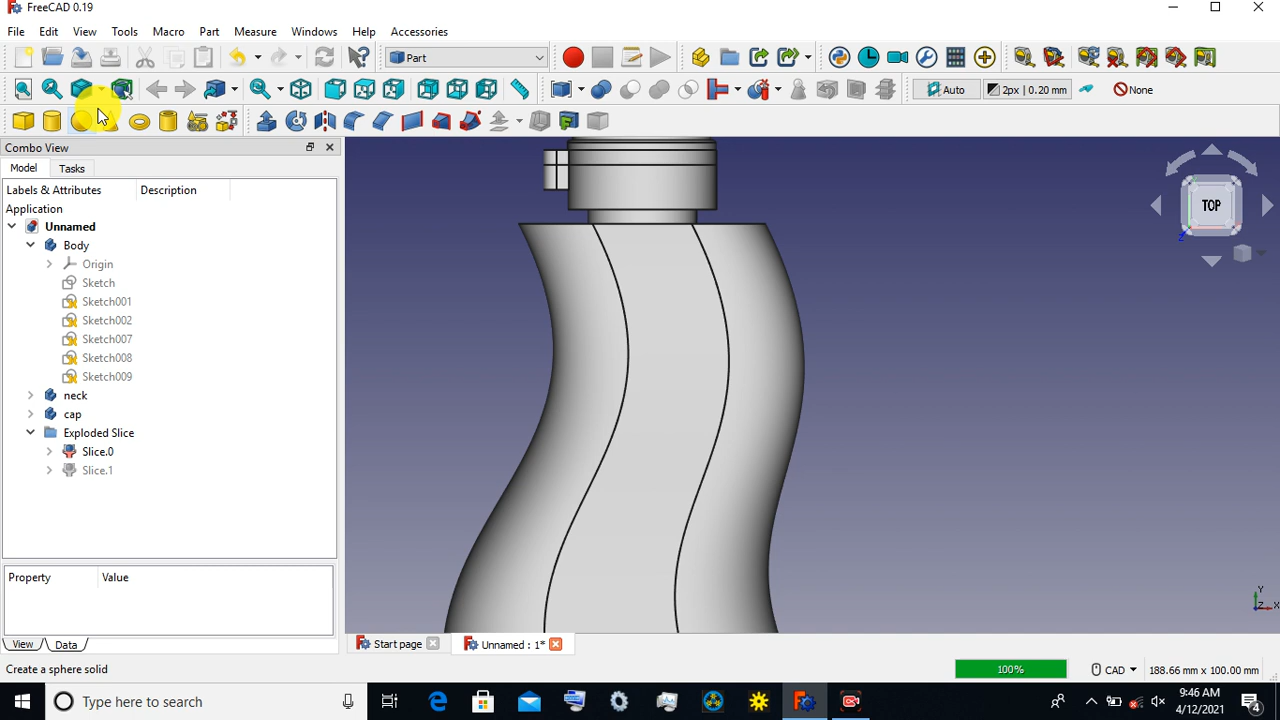 FreeCAD 0.19
File Edit View Tools Macro Part Measure Windows Help Accessories
Part
Auto
2px | 0.20 mm
None
Combo View
Model Tasks
Labels & Attributes Description
Application
Unnamed
Body
Origin
Sketch
Sketch001
Sketch002
Sketch007
Sketch008
Sketch009
neck
cap
Exploded Slice
Slice.0
Slice.1
Property Value
View Data
TOP
Z
Y
Z X
Start page
Unnamed : 1*
Create a sphere solid
100%
CAD
188.66 mm x 100.00 mm
Type here to search
9:46 AM
4/12/2021
4